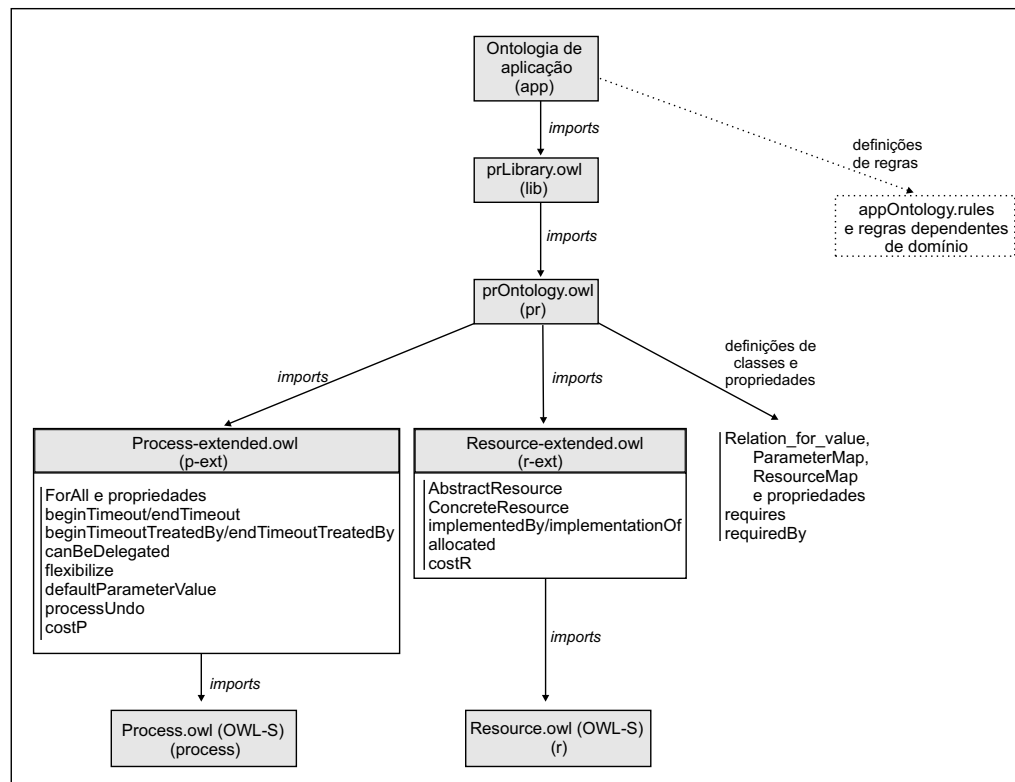 Ontologia de
aplicação
(app)
imports
definições
de regras
prLibrary.owl
(lib)
appOntology.rules
e regras dependentes
de domínio
imports
prOntology.owl
(pr)
definições de
classes e
propriedades
imports
imports
Process-extended.owl
(p-ext)
ForAll e propriedades
beginTimeout/endTimeout
beginTimeoutTreatedBy/endTimeoutTreatedBy
canBeDelegated
flexibilize
defaultParameterValue
processUndo
costP
Resource-extended.owl
(r-ext)
AbstractResource
ConcreteResource
implementedBy/implementationOf
allocated
costR
Relation_for_value,
ParameterMap,
ResourceMap
e propriedades
requires
requiredBy
imports
imports
Process.owl (OWL-S)
(process)
Resource.owl (OWL-S)
(r)